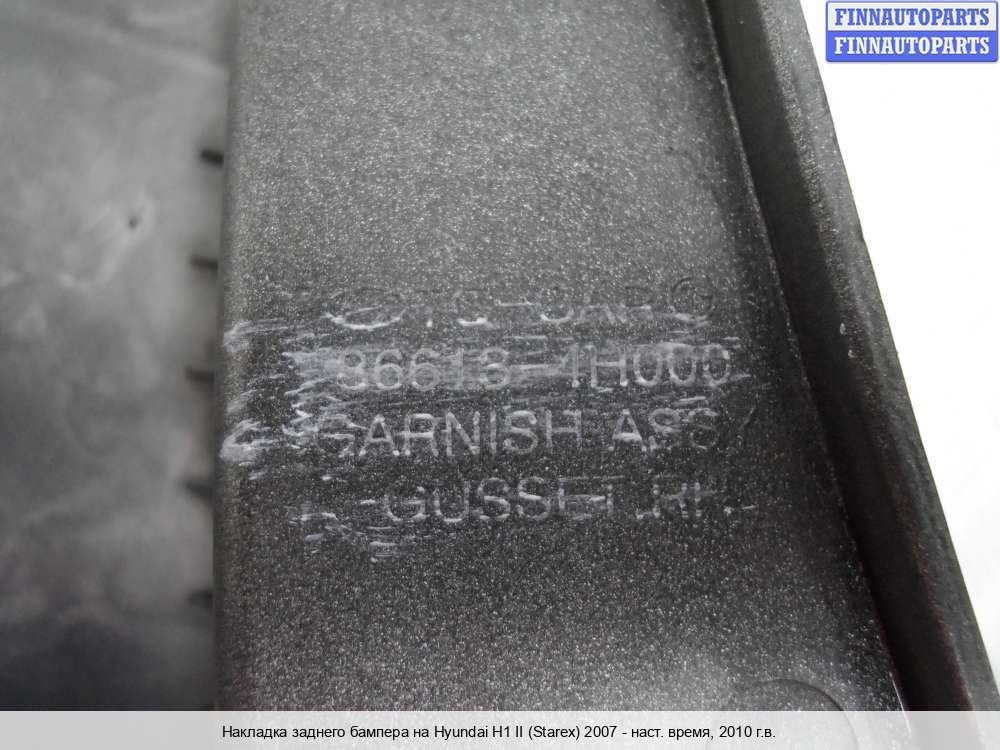 FINNAUTOPARTS
FINNAUTOPARTS
86613-4H000
GARNISH ASSY
-GUSSET,RH
Накладка заднего бампера на Hyundai H1 II (Starex) 2007 - наст. время, 2010 г.в.